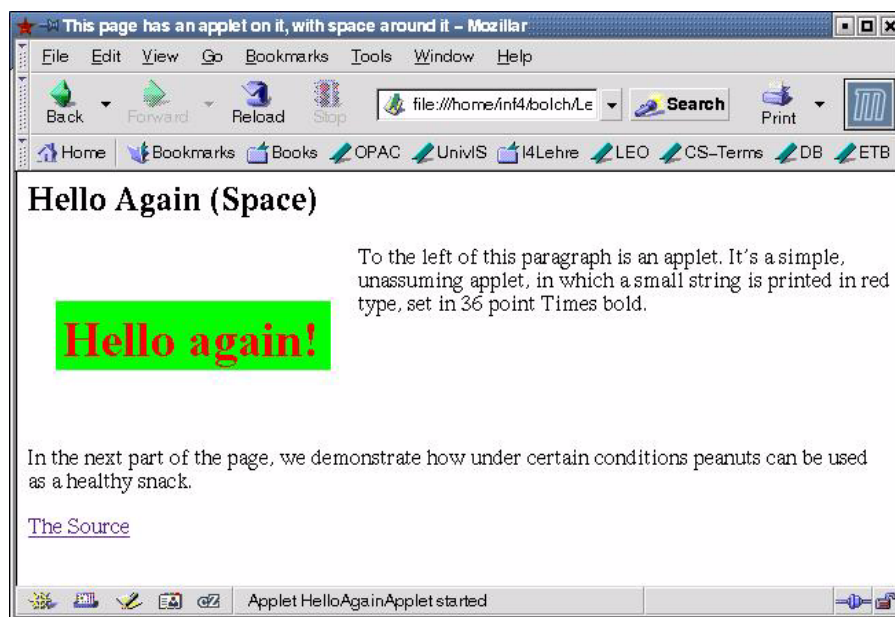 This page has an applet on it, with space around it – Mozillar
File Edit View Go Bookmarks Tools Window Help
Back Forward Reload Stop file:///home/inf4/bolch/Le Search Print
Home Bookmarks Books OPAC UnivIS I4Lehre LEO CS–Terms DB ETB
Hello Again (Space)
To the left of this paragraph is an applet. It's a simple,
unassuming applet, in which a small string is printed in red
type, set in 36 point Times bold.
Hello again!
In the next part of the page, we demonstrate how under certain conditions peanuts can be used
as a healthy snack.
The Source
Applet HelloAgainApplet started